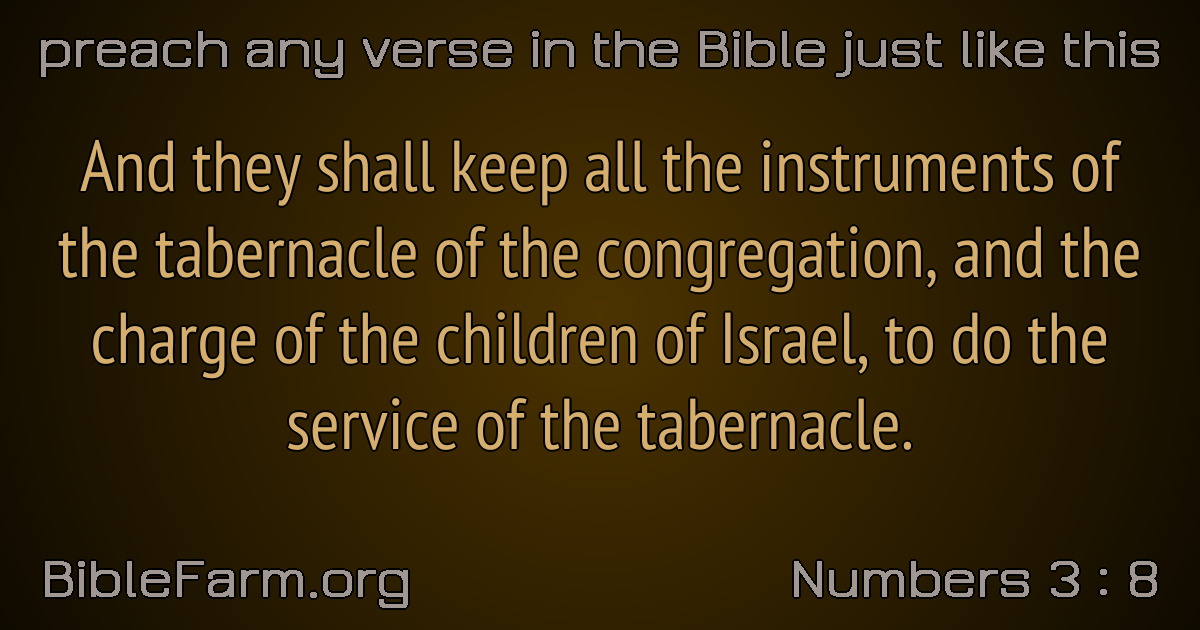 preach any verse in the Bible just like this
And they shall keep all the instruments of
the tabernacle of the congregation, and the
charge of the children of Israel, to do the
service of the tabernacle.
BibleFarm.org
Numbers 3 : 8